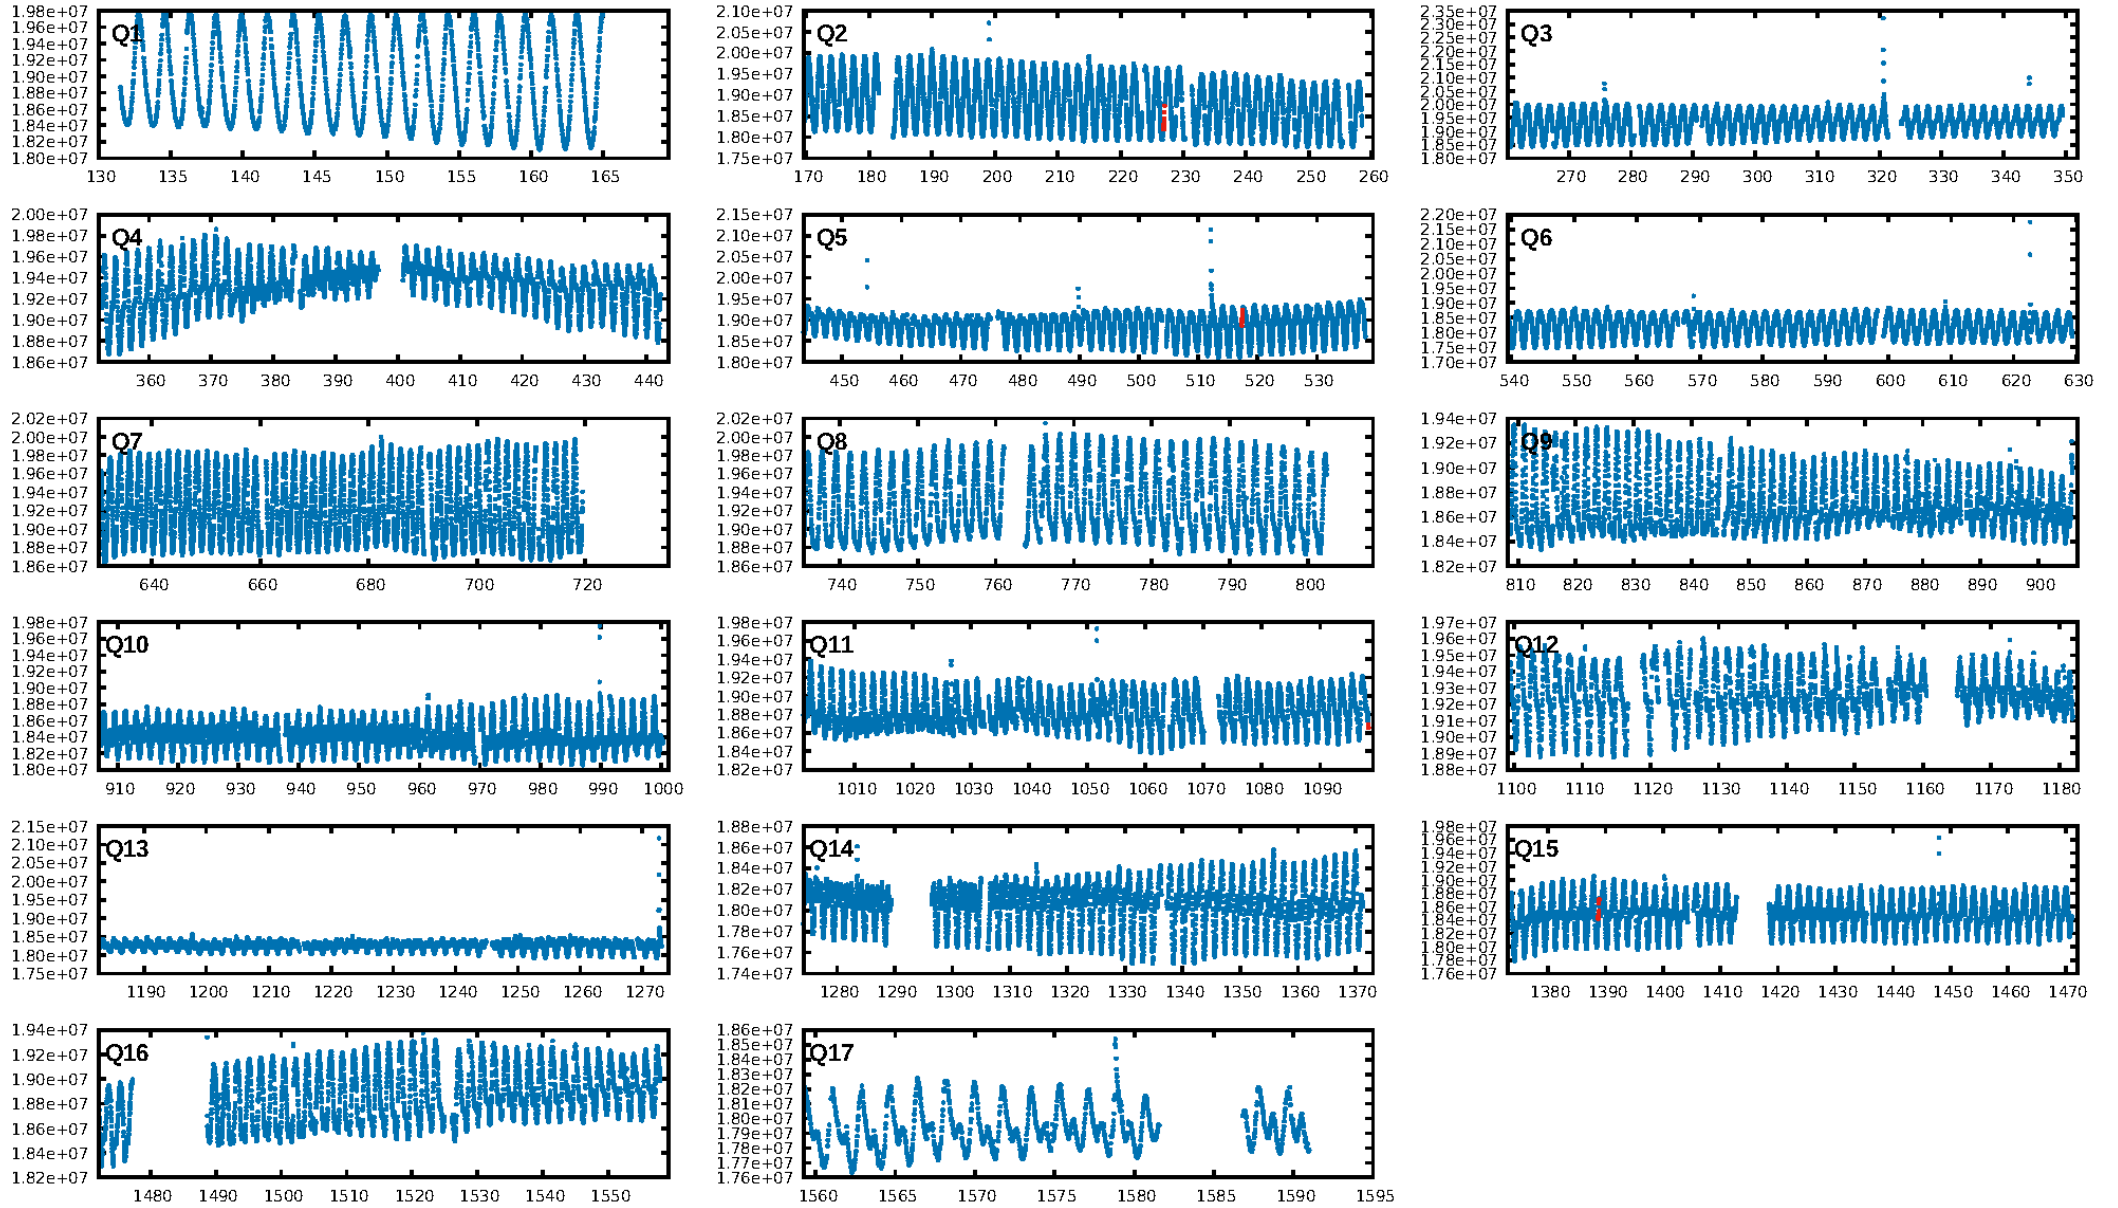 1.98e+07
1.96e+07
1.94e+07
1.92e+07
1.90e+07
1.88e+07
1.86e+07
1.84e+07
1.82e+07
1.80e+07
Q1
130 135 140 145 150 155 160 165
2.10e+07
2.05e+07
2.00e+07
1.95e+07
1.90e+07
1.85e+07
1.80e+07
1.75e+07
Q2
170 180 190 200 210 220 230 240 250 260
2.35e+07
2.30e+07
2.25e+07
2.20e+07
2.15e+07
2.10e+07
2.05e+07
2.00e+07
1.95e+07
1.90e+07
1.85e+07
1.80e+07
Q3
270 280 290 300 310 320 330 340 350
2.00e+07
1.98e+07
1.96e+07
1.94e+07
1.92e+07
1.90e+07
1.88e+07
1.86e+07
Q4
360 370 380 390 400 410 420 430 440
2.15e+07
2.10e+07
2.05e+07
2.00e+07
1.95e+07
1.90e+07
1.85e+07
1.80e+07
Q5
450 460 470 480 490 500 510 520 530
2.20e+07
2.15e+07
2.10e+07
2.05e+07
2.00e+07
1.95e+07
1.90e+07
1.85e+07
1.80e+07
1.75e+07
1.70e+07
Q6
540 550 560 570 580 590 600 610 620 630
2.02e+07
2.00e+07
1.98e+07
1.96e+07
1.94e+07
1.92e+07
1.90e+07
1.88e+07
1.86e+07
Q7
640 660 680 700 720
2.02e+07
2.00e+07
1.98e+07
1.96e+07
1.94e+07
1.92e+07
1.90e+07
1.88e+07
1.86e+07
Q8
740 750 760 770 780 790 800
1.94e+07
1.92e+07
1.90e+07
1.88e+07
1.86e+07
1.84e+07
1.82e+07
Q9
810 820 830 840 850 860 870 880 890 900
1.98e+07
1.96e+07
1.94e+07
1.92e+07
1.90e+07
1.88e+07
1.86e+07
1.84e+07
1.82e+07
1.80e+07
Q10
910 920 930 940 950 960 970 980 990 1000
1.98e+07
1.96e+07
1.94e+07
1.92e+07
1.90e+07
1.88e+07
1.86e+07
1.84e+07
1.82e+07
Q11
1010 1020 1030 1040 1050 1060 1070 1080 1090
1.97e+07
1.96e+07
1.95e+07
1.94e+07
1.93e+07
1.92e+07
1.91e+07
1.90e+07
1.89e+07
1.88e+07
Q12
1100 1110 1120 1130 1140 1150 1160 1170 1180
2.15e+07
2.10e+07
2.05e+07
2.00e+07
1.95e+07
1.90e+07
1.85e+07
1.80e+07
1.75e+07
Q13
1190 1200 1210 1220 1230 1240 1250 1260 1270
1.88e+07
1.86e+07
1.84e+07
1.82e+07
1.80e+07
1.78e+07
1.76e+07
1.74e+07
Q14
1280 1290 1300 1310 1320 1330 1340 1350 1360 1370
1.98e+07
1.96e+07
1.94e+07
1.92e+07
1.90e+07
1.88e+07
1.86e+07
1.84e+07
1.82e+07
1.80e+07
1.78e+07
1.76e+07
Q15
1380 1390 1400 1410 1420 1430 1440 1450 1460 1470
1.94e+07
1.92e+07
1.90e+07
1.88e+07
1.86e+07
1.84e+07
1.82e+07
Q16
1480 1490 1500 1510 1520 1530 1540 1550
1.86e+07
1.85e+07
1.84e+07
1.83e+07
1.82e+07
1.81e+07
1.80e+07
1.79e+07
1.78e+07
1.77e+07
1.76e+07
Q17
1560 1565 1570 1575 1580 1585 1590 1595